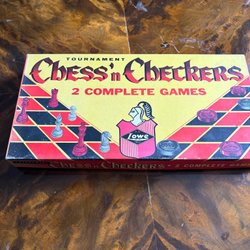 TOURNAMENT
CHESS'N CHECKERS
2 COMPLETE GAMES
Lowe
CHESS'N CHECKERS • 2 COMPLETE GAMES